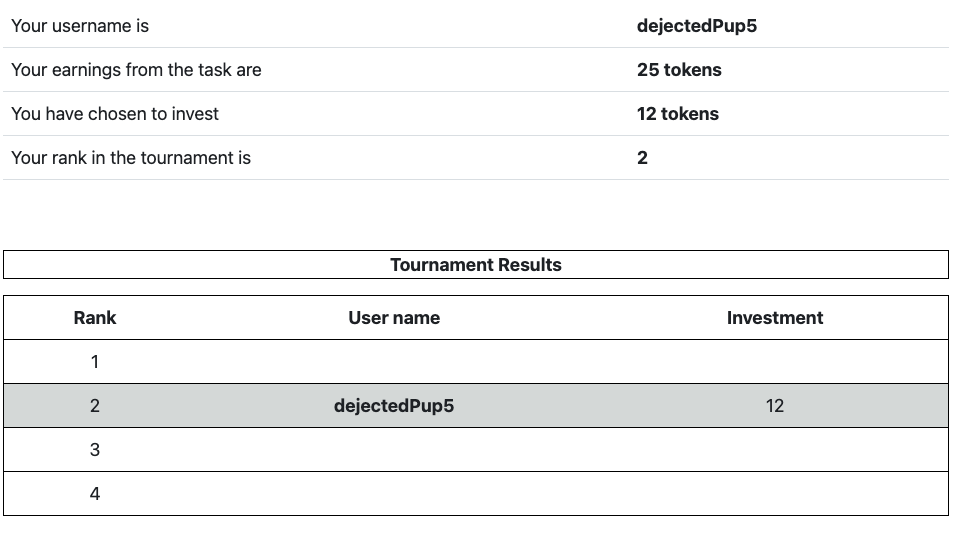 Your username is dejectedPup5
Your earnings from the task are 25 tokens
You have chosen to invest 12 tokens
Your rank in the tournament is 2
Tournament Results
Rank User name Investment
1
2 dejectedPup5 12
3
4